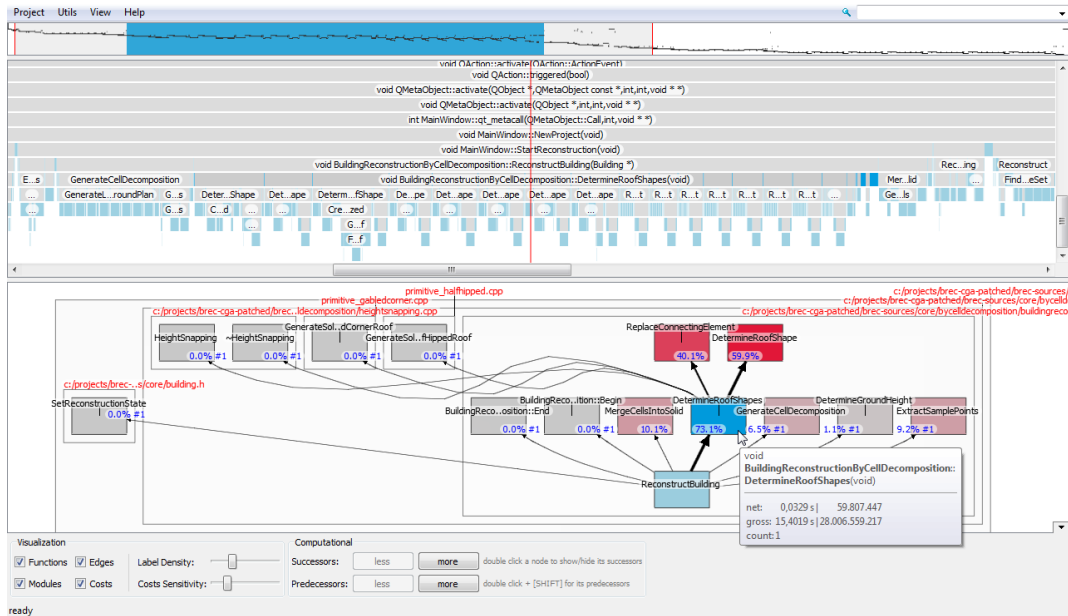 Project Utils View Help
void QAction::activate(QAction::ActionEvent)
void QAction::triggered(bool)
void QMetaObject::activate(QObject *,QMetaObject const *,int,int,void * *)
void QMetaObject::activate(QObject *,int,int,void * *)
int MainWindow::qt_metacall(QMetaObject::Call,int,void * *)
void MainWindow::NewProject(void)
void MainWindow::StartReconstruction(void)
void BuildingReconstructionByCellDecomposition::ReconstructBuilding(Building *) Rec...ing Reconstruct
E...s GenerateCellDecomposition void BuildingReconstructionByCellDecomposition::DetermineRoofShapes(void) Mer...lid ... Find...eSet
... GenerateL...roundPlan G...s Deter...Shape Det...ape Determ...fShape De...pe Det...ape Det...ape Det...ape Det...ape R...t R...t R...t R...t ... Ge...ls
... G...s C...d ... Cre...zed ... ... ... ... ... ... ... ...
... G...f
F...f
primitive_halfhipped.cpp
c:/projects/brec-cga-patched/brec-sources/
primitive_gabledcorner.cpp
c:/projects/brec-cga-patched/brec-sources/core/bycelld
c:/projects/brec-cga-patched/brec...ldecomposition/heightsnapping.cpp
c:/projects/brec-cga-patched/brec-sources/core/bycelldecomposition/buildingreco
GenerateSol...dCornerRoof
ReplaceConnectingElement
HeightSnapping ~HeightSnapping GenerateSol...fHippedRoof DetermineRoofShape
0.0% #1 0.0% #1 0.0% #1 0.0% #1 40.1% 59.9%
c:/projects/brec-...s/core/building.h
SetReconstructionState
0.0% #1
BuildingReco...ition::Begin DetermineRoofShapes DetermineGroundHeight
BuildingReco...osition::End MergeCellsIntoSolid GenerateCellDecomposition ExtractSamplePoints
0.0% #1 0.0% #1 10.1% 73.1% 6.5% #1 1.1% #1 9.2% #1
ReconstructBuilding
void
BuildingReconstructionByCellDecomposition::
DetermineRoofShapes(void)
net: 0,0329 s| 59.807.447
gross: 15,4019 s|28.006.559.217
count:1
Visualization Computational
Functions Edges Label Density: Successors: less more double click a node to show/hide its successors
Modules Costs Costs Sensitivity: Predecessors: less more double click + [SHIFT] for its predecessors
ready